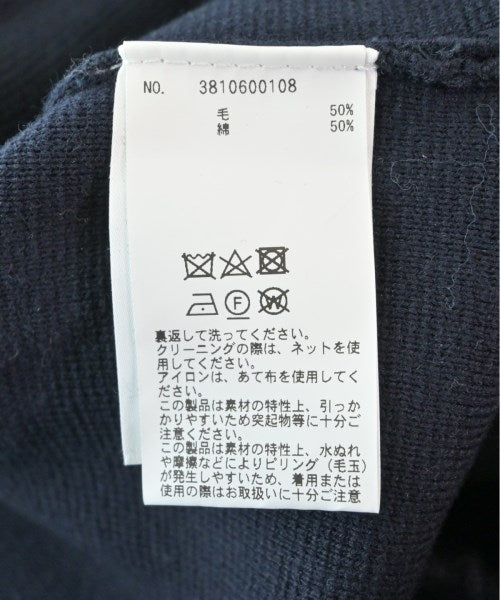 NO. 3810600108
毛 50%
綿 50%
F
W
裏返して洗ってください。
クリーニングの際は、ネットを使
用してください。
アイロンは、あて布を使用してく
ださい。
この製品は素材の特性上、引っか
かりやすいため突起物等に十分ご
注意ください。
この製品は素材の特性上、水ぬれ
や摩擦などによりピリング（毛玉）
が発生しやすいため、着用または
使用の際はお取扱いに十分ご注意